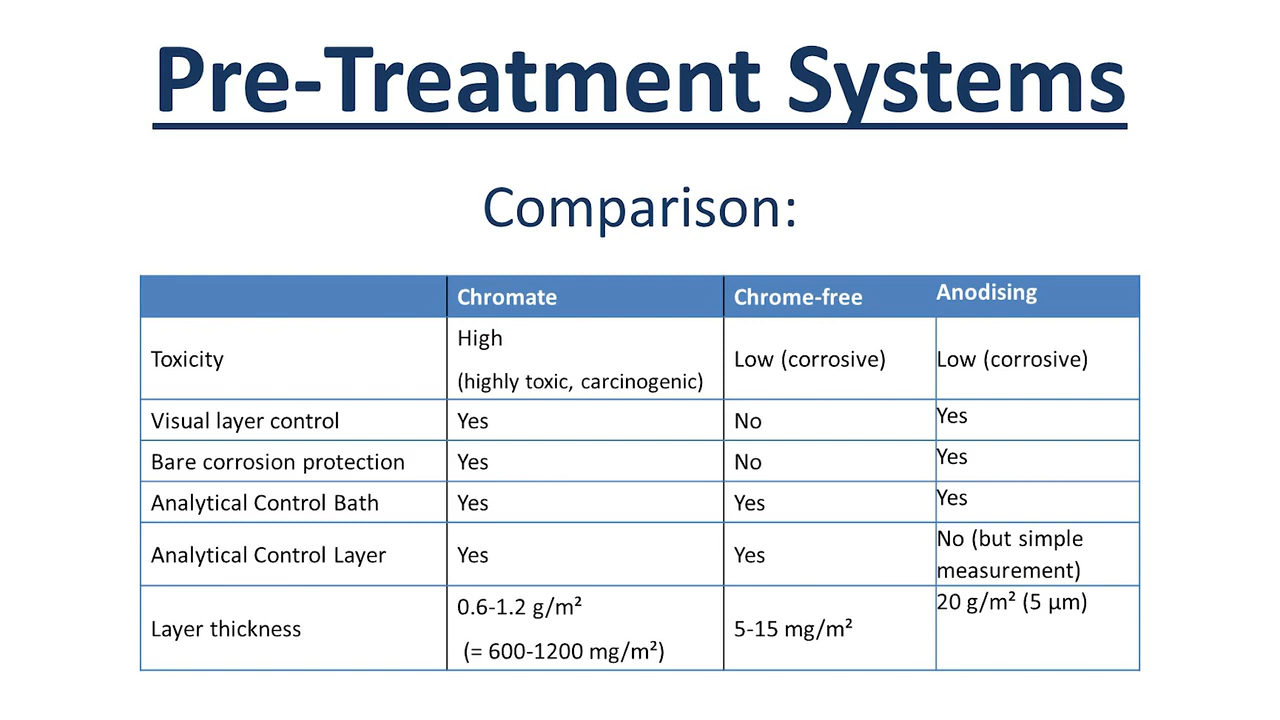 Pre-Treatment Systems
Comparison:
Chromate Chrome-free Anodising
Toxicity High (highly toxic, carcinogenic) Low (corrosive) Low (corrosive)
Visual layer control Yes No Yes
Bare corrosion protection Yes No Yes
Analytical Control Bath Yes Yes Yes
Analytical Control Layer Yes Yes No (but simple measurement)
Layer thickness 0.6-1.2 g/m² (= 600-1200 mg/m²) 5-15 mg/m² 20 g/m² (5 µm)